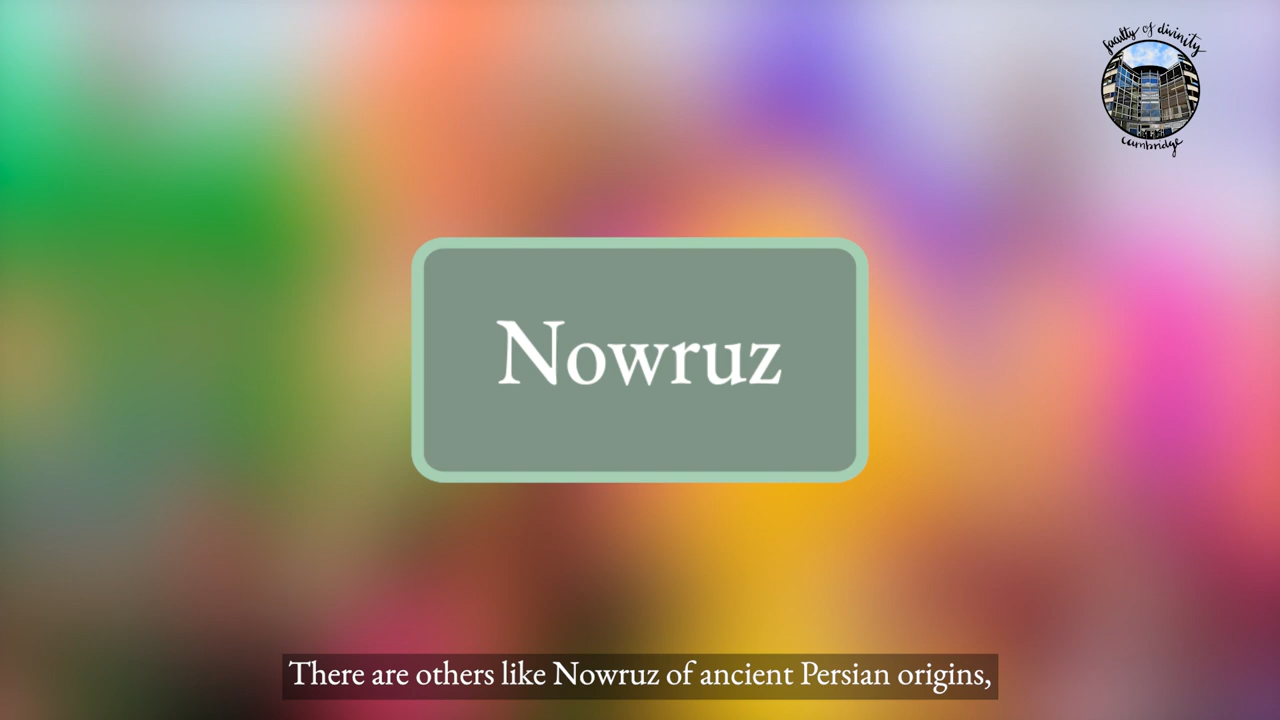 faculty of divinity
cambridge
Nowruz
There are others like Nowruz of ancient Persian origins,